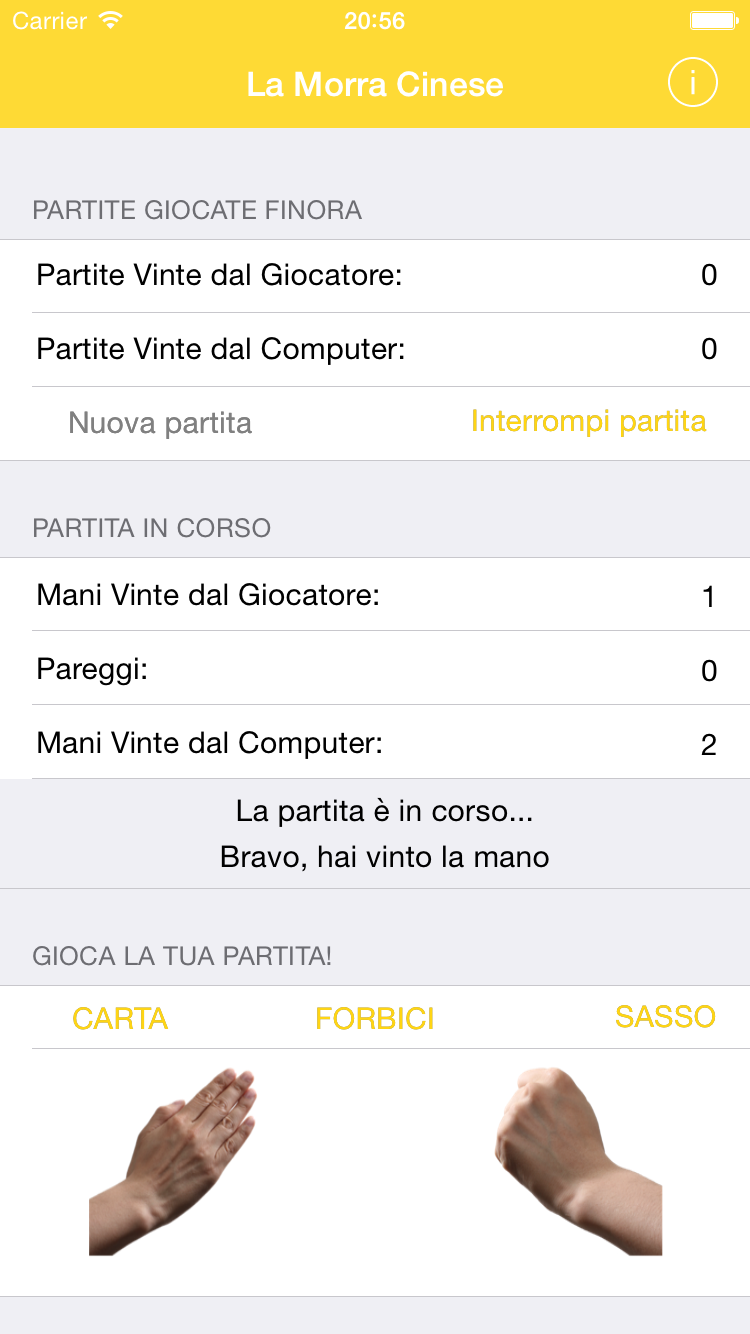 Carrier 20:56
La Morra Cinese i
PARTITE GIOCATE FINORA
Partite Vinte dal Giocatore: 0
Partite Vinte dal Computer: 0
Nuova partita Interrompi partita
PARTITA IN CORSO
Mani Vinte dal Giocatore: 1
Pareggi: 0
Mani Vinte dal Computer: 2
La partita è in corso...
Bravo, hai vinto la mano
GIOCA LA TUA PARTITA!
CARTA FORBICI SASSO